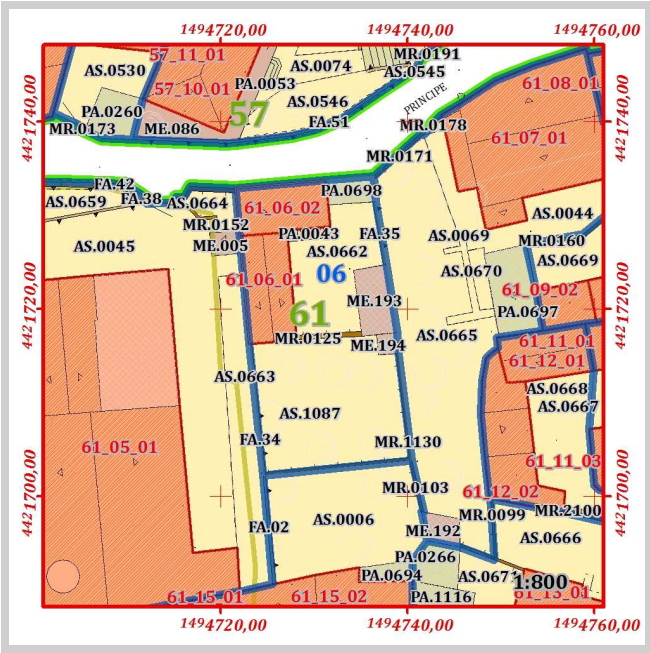 1494720,00 1494740,00 1494760,00
57_11_01 MR.0191
AS.0530 AS.0074 AS.0545
57_10_01 PA.0053 61_08_01
PA.0260 57 AS.0546 PRINCIPE
4421740,00 4421740,00
MR.0173 ME.086 FA.51 MR.0178
61_07_01
MR.0171
FA.42 PA.0698
AS.0659 FA.38 AS.0664 61_06_02 AS.0044
MR.0152 PA.0043 FA.35 AS.0069
AS.0045 ME.005 AS.0662 MR.0160
AS.0669
61_06_01 06 AS.0670
61_09_02
ME.193
4421720,00 61 PA.0697 4421720,00
MR.0125 ME.194 AS.0665 61_11_01
61_12_01
AS.0663 AS.0668
AS.0667
AS.1087
61_05_01 FA.34 MR.1130
61_11_03
MR.0103 61_12_02
4421700,00 4421700,00
FA.02 AS.0006 MR.0099 MR.2100
ME.192 AS.0666
PA.0266
PA.0694 AS.0671 1:800
61_15_01 61_15_02 PA.1116 61_13_01
1494720,00 1494740,00 1494760,00